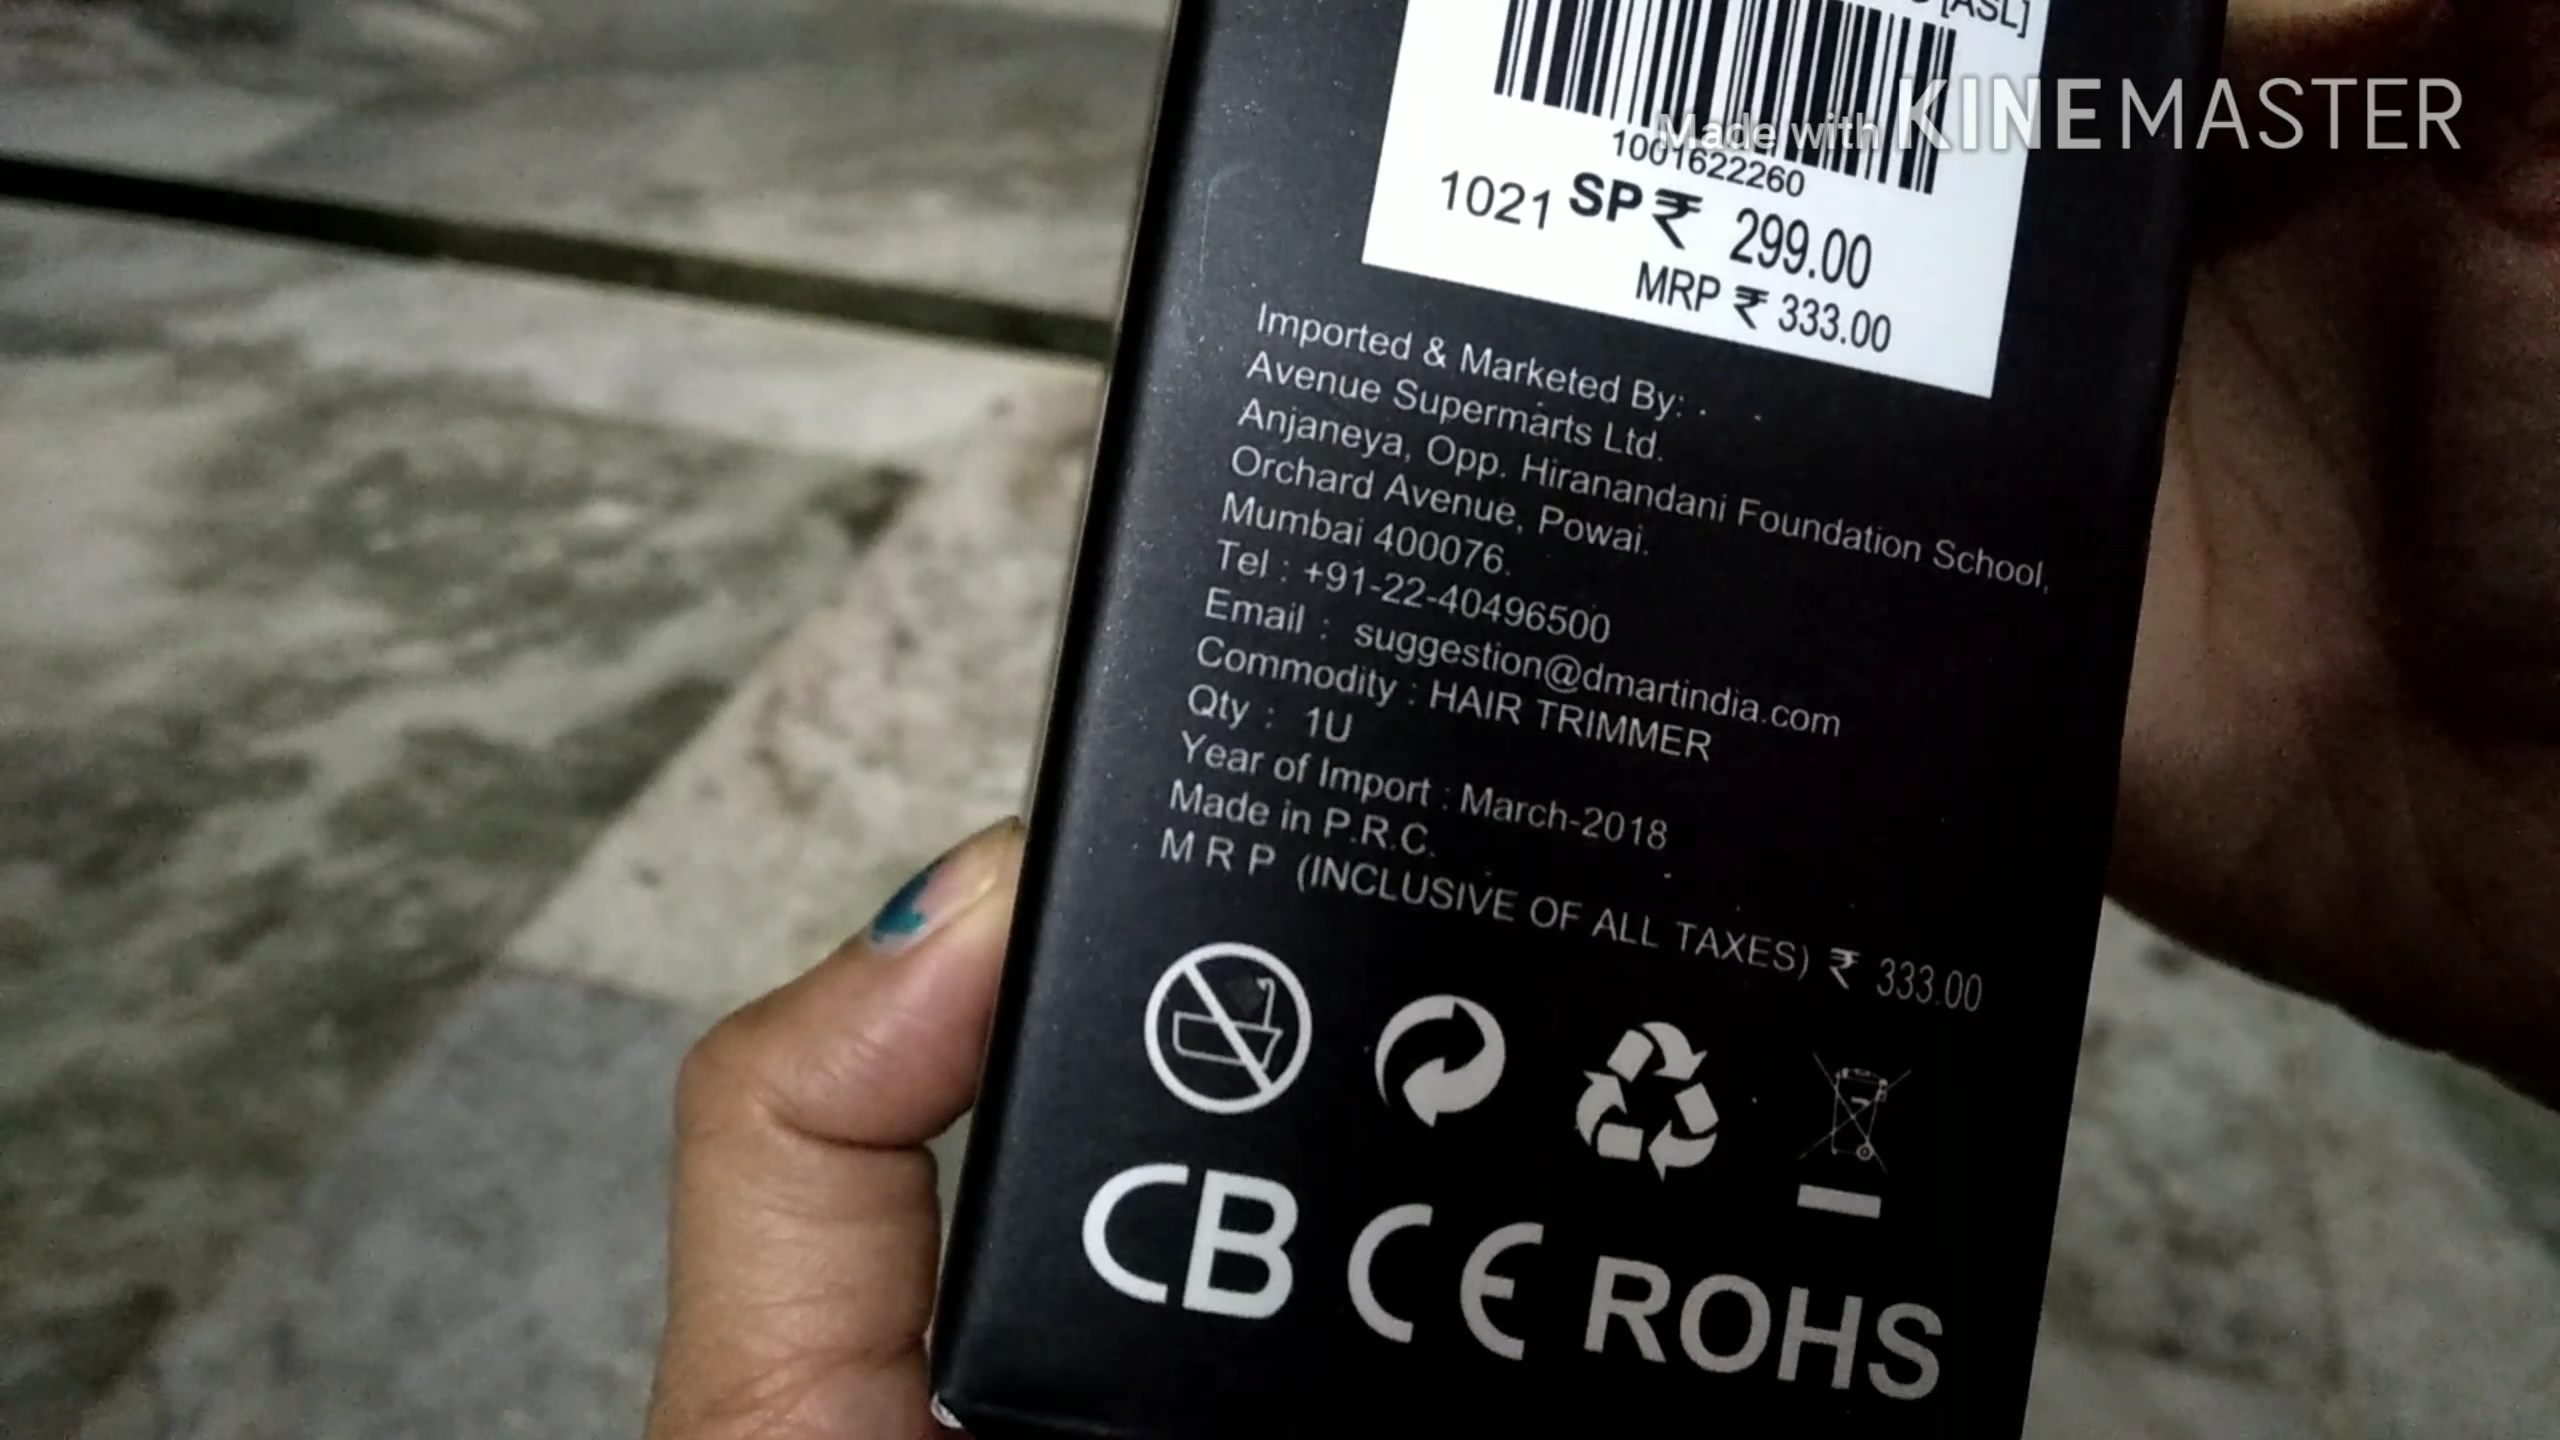 [ASL]
1001622260
1021 SP ₹ 299.00
MRP ₹ 333.00
Made with KINEMASTER
Imported & Marketed By:
Avenue Supermarts Ltd.
Anjaneya, Opp. Hiranandani Foundation School,
Orchard Avenue, Powai.
Mumbai 400076.
Tel : +91-22-40496500
Email : suggestion@dmartindia.com
Commodity : HAIR TRIMMER
Qty : 1U
Year of Import : March-2018
Made in P.R.C.
M R P (INCLUSIVE OF ALL TAXES) ₹ 333.00
CB CE ROHS